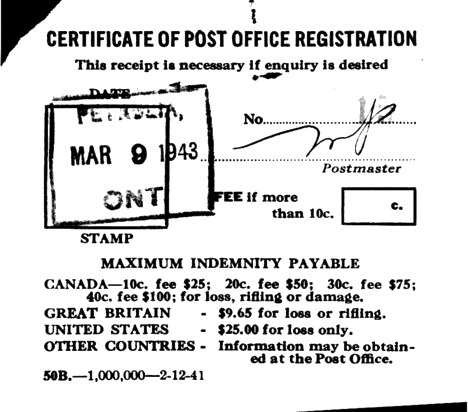 CERTIFICATE OF POST OFFICE REGISTRATION
This receipt is necessary if enquiry is desired
DATE
PETROLIA,
No.
MAR 9 1943
Postmaster
ONT
FEE if more
than 10c.
c.
STAMP
MAXIMUM INDEMNITY PAYABLE
CANADA—10c. fee $25; 20c. fee $50; 30c. fee $75;
40c. fee $100; for loss, rifling or damage.
GREAT BRITAIN - $9.65 for loss or rifling.
UNITED STATES - $25.00 for loss only.
OTHER COUNTRIES - Information may be obtain-
ed at the Post Office.
50B.—1,000,000—2-12-41